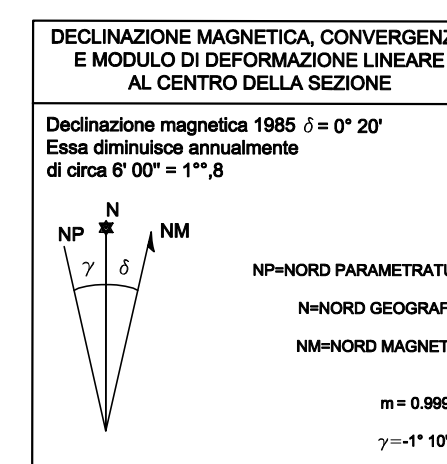 DECLINAZIONE MAGNETICA, CONVERGENZ
E MODULO DI DEFORMAZIONE LINEARE
AL CENTRO DELLA SEZIONE
Declinazione magnetica 1985 δ = 0° 20'
Essa diminuisce annualmente
di circa 6' 00" = 1°°,8
N
NP
NM
γ δ
NP=NORD PARAMETRATU
N=NORD GEOGRAF
NM=NORD MAGNET
m = 0.999
γ=-1° 10'